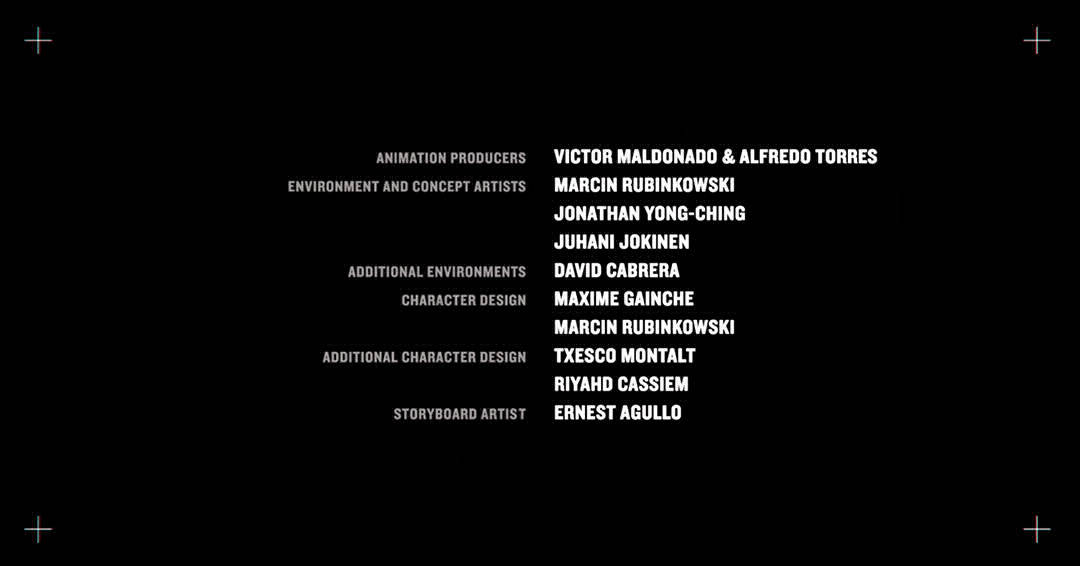 ANIMATION PRODUCERS VICTOR MALDONADO & ALFREDO TORRES
ENVIRONMENT AND CONCEPT ARTISTS MARCIN RUBINKOWSKI
JONATHAN YONG-CHING
JUHANI JOKINEN
ADDITIONAL ENVIRONMENTS DAVID CABRERA
CHARACTER DESIGN MAXIME GAINCHE
MARCIN RUBINKOWSKI
ADDITIONAL CHARACTER DESIGN TXESCO MONTALT
RIYAHD CASSIEM
STORYBOARD ARTIST ERNEST AGULLO